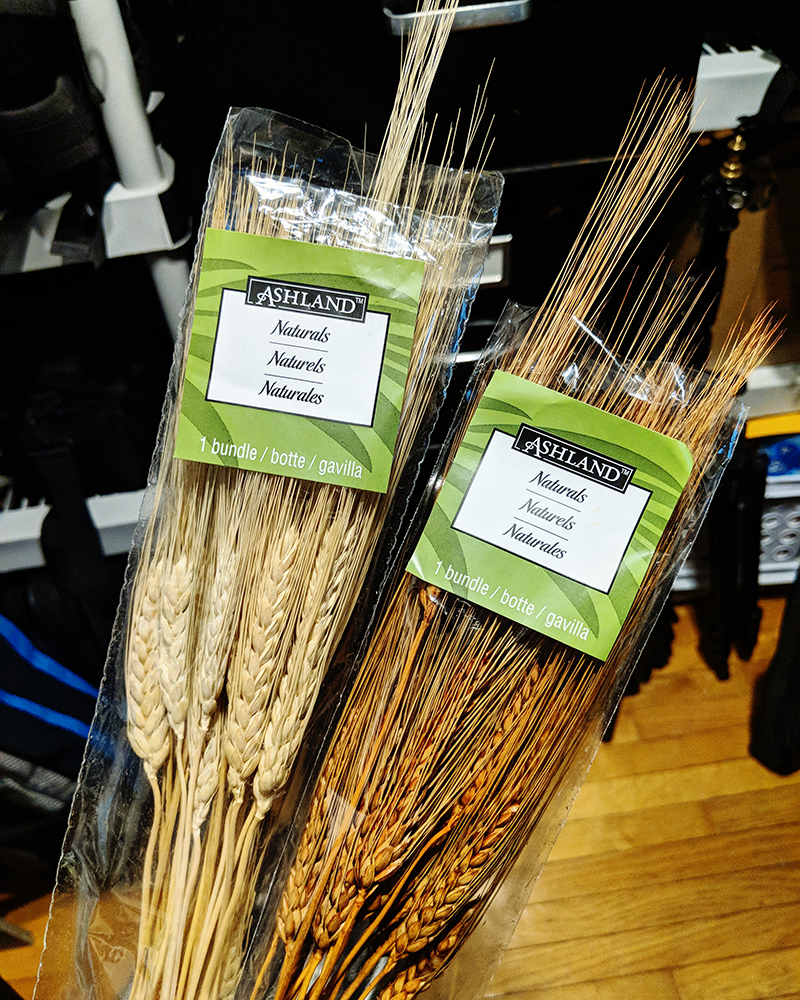 ASHLAND™
Naturals
Naturels
Naturales
1 bundle / botte / gavilla
ASHLAND™
Naturals
Naturels
Naturales
1 bundle / botte / gavilla